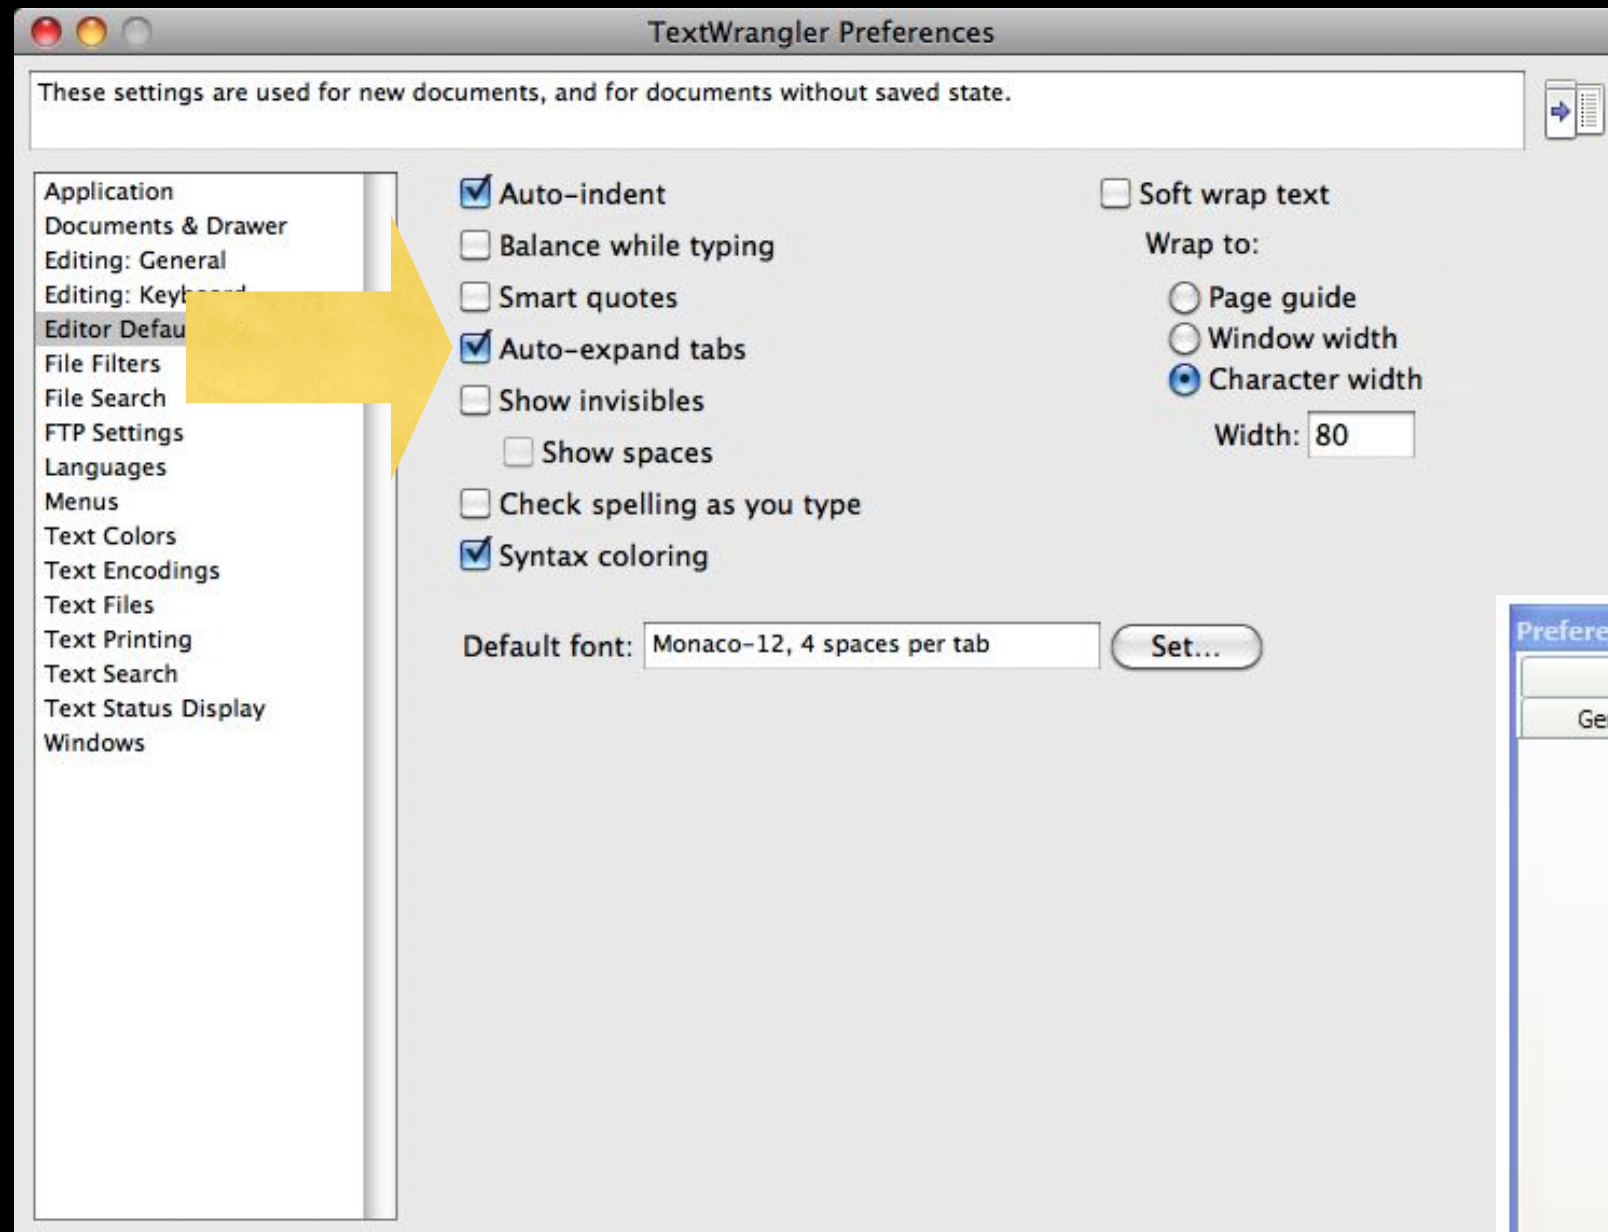 TextWrangler Preferences
These settings are used for new documents, and for documents without saved state.
Application
Documents & Drawer
Editing: General
Editing:
Editor
File Filters
File Search
FTP Settings
Languages
Menus
Text Colors
Text Encodings
Text Files
Text Printing
Text Search
Text Status Display
Windows
Auto-indent
Balance while typing
Smart quotes
Auto-expand tabs
Show invisibles
Show spaces
Check spelling as you type
Syntax coloring
Default font: Monaco-12, 4 spaces per tab Set...
Soft wrap text
Wrap to:
Page guide
Window width
Character width
Width: 80